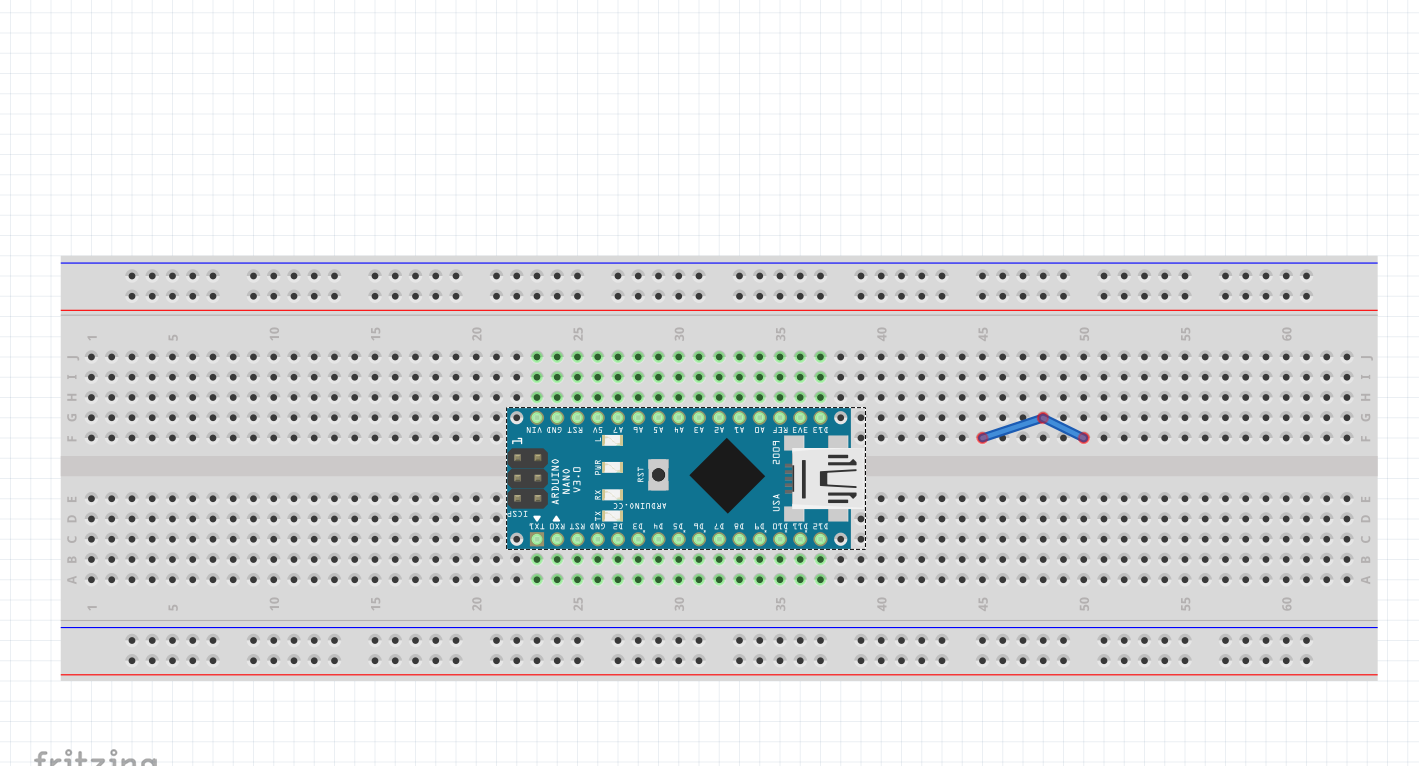 1 5 10 15 20 25 30 35 40 45 50 55 60
J J
I I
H H
G G
F F
VIN GND RST 5V A7 A6 A5 A4 A3 A2 A1 A0 REF 3V3 D13
1
L
PWR
RX
TX
RST
ARDUINO
NANO
V3.0
ARDUINO.CC
2009
USA
ICSP
TX1 RX0 RST GND D2 D3 D4 D5 D6 D7 D8 D9 D10 D11 D12
E E
D D
C C
B B
A A
1 5 10 15 20 25 30 35 40 45 50 55 60
fritzing